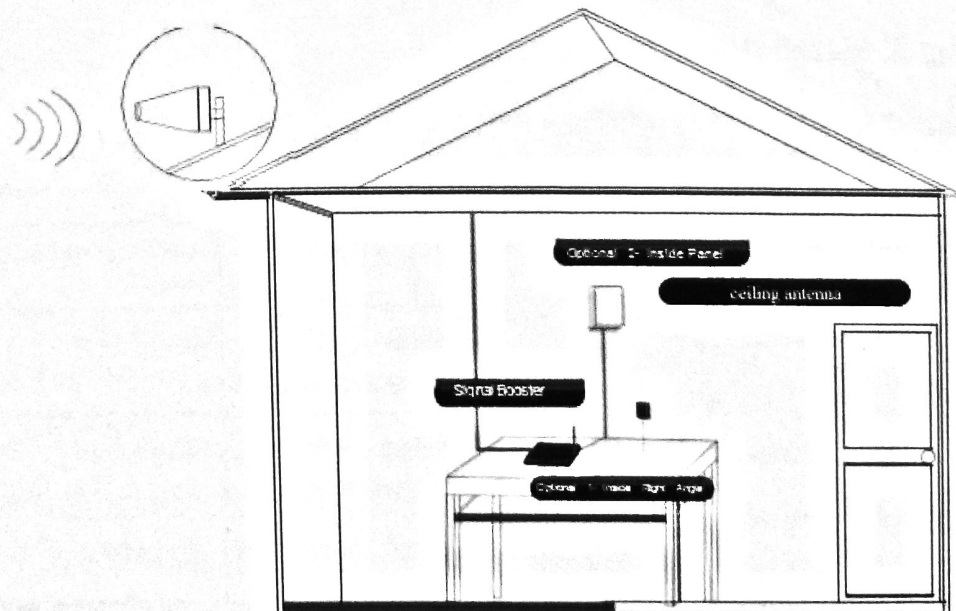 Optional 2- Inside Panel
ceiling antenna
Signal Booster
Optional 1- Inside Right Angle